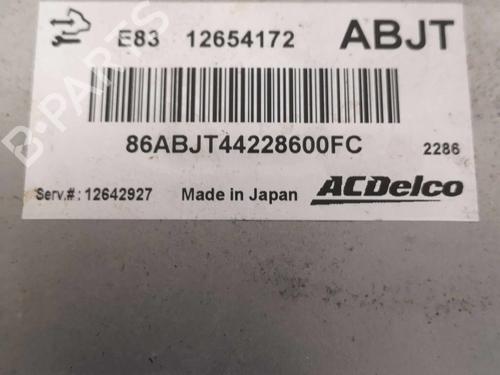 E83 12654172 ABJT
86ABJT44228600FC 2286
Serv.#: 12642927 Made in Japan ACDelco
B-PARTS